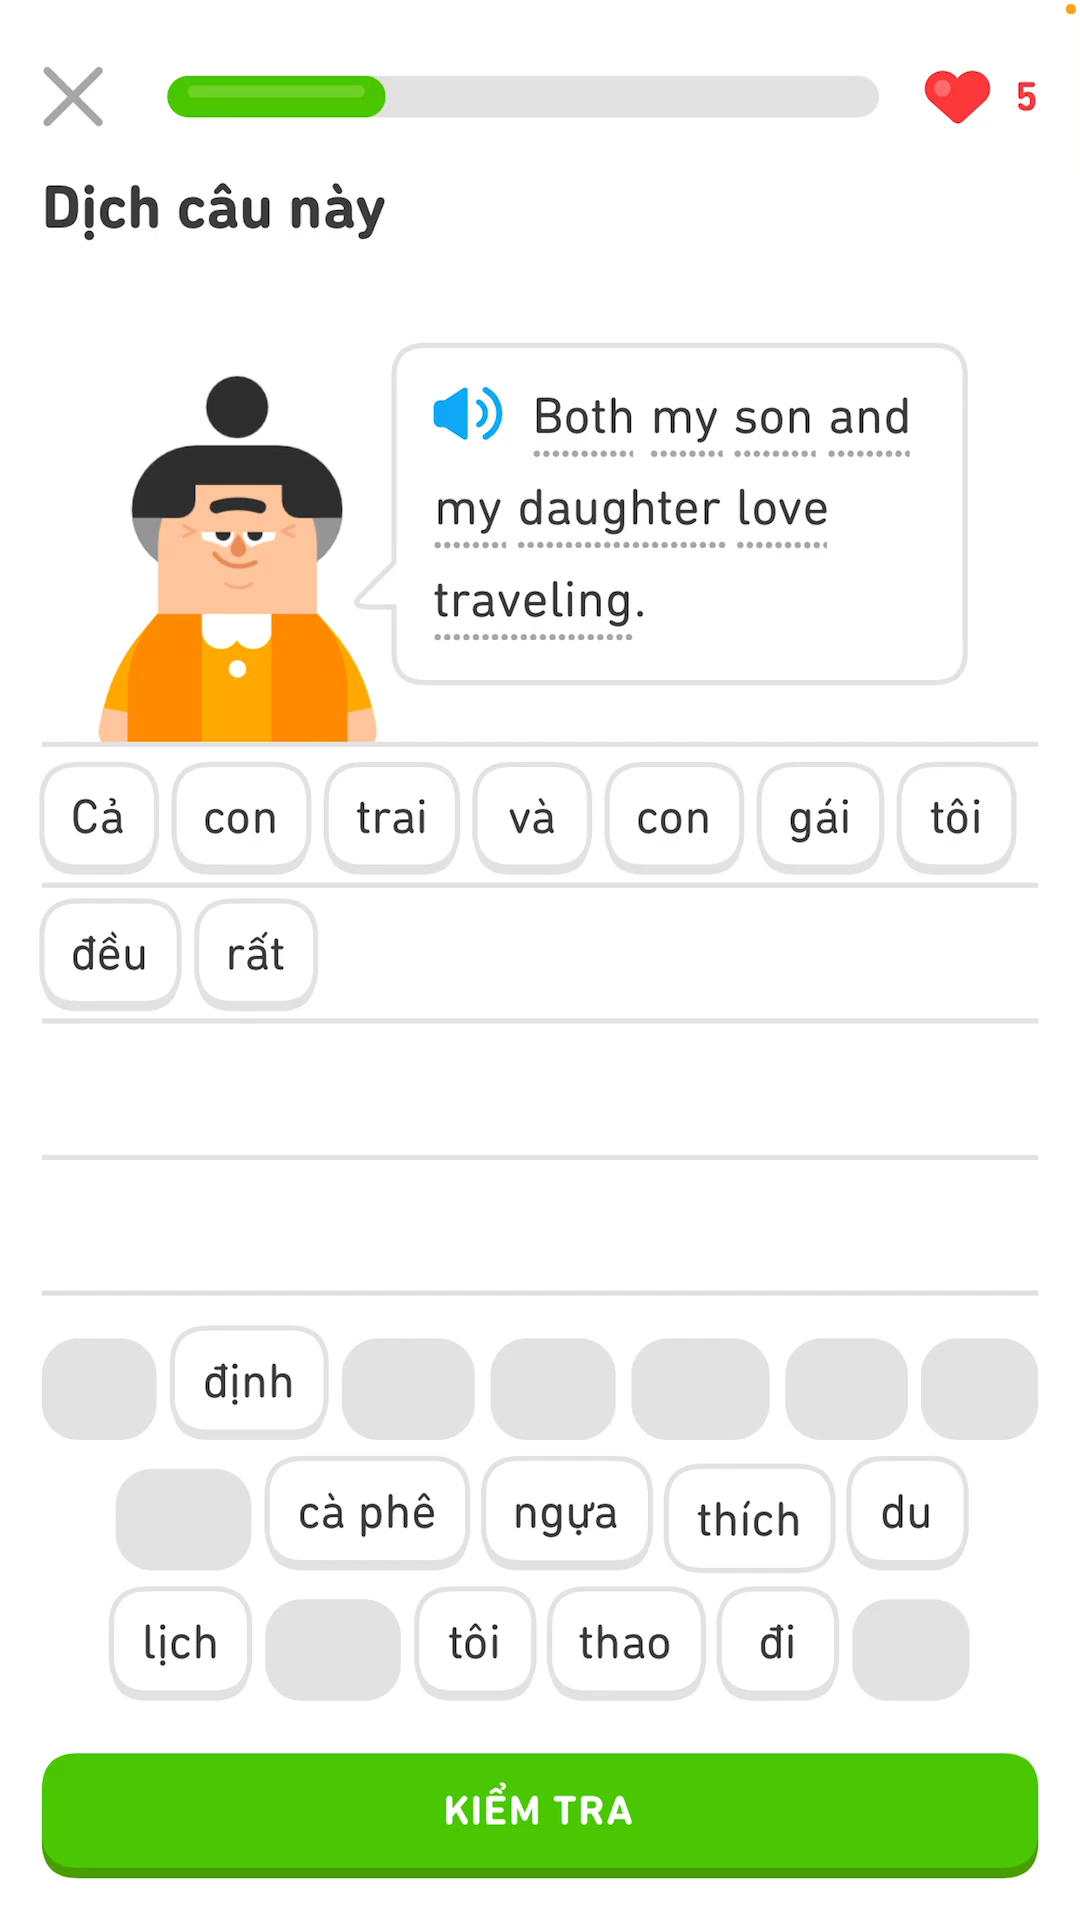 5
Dịch câu này
Both my son and
my daughter love
traveling.
Cả con trai và con gái tôi
đều rất
định
cà phê ngựa thích du
lịch tôi thao đi
KIỂM TRA